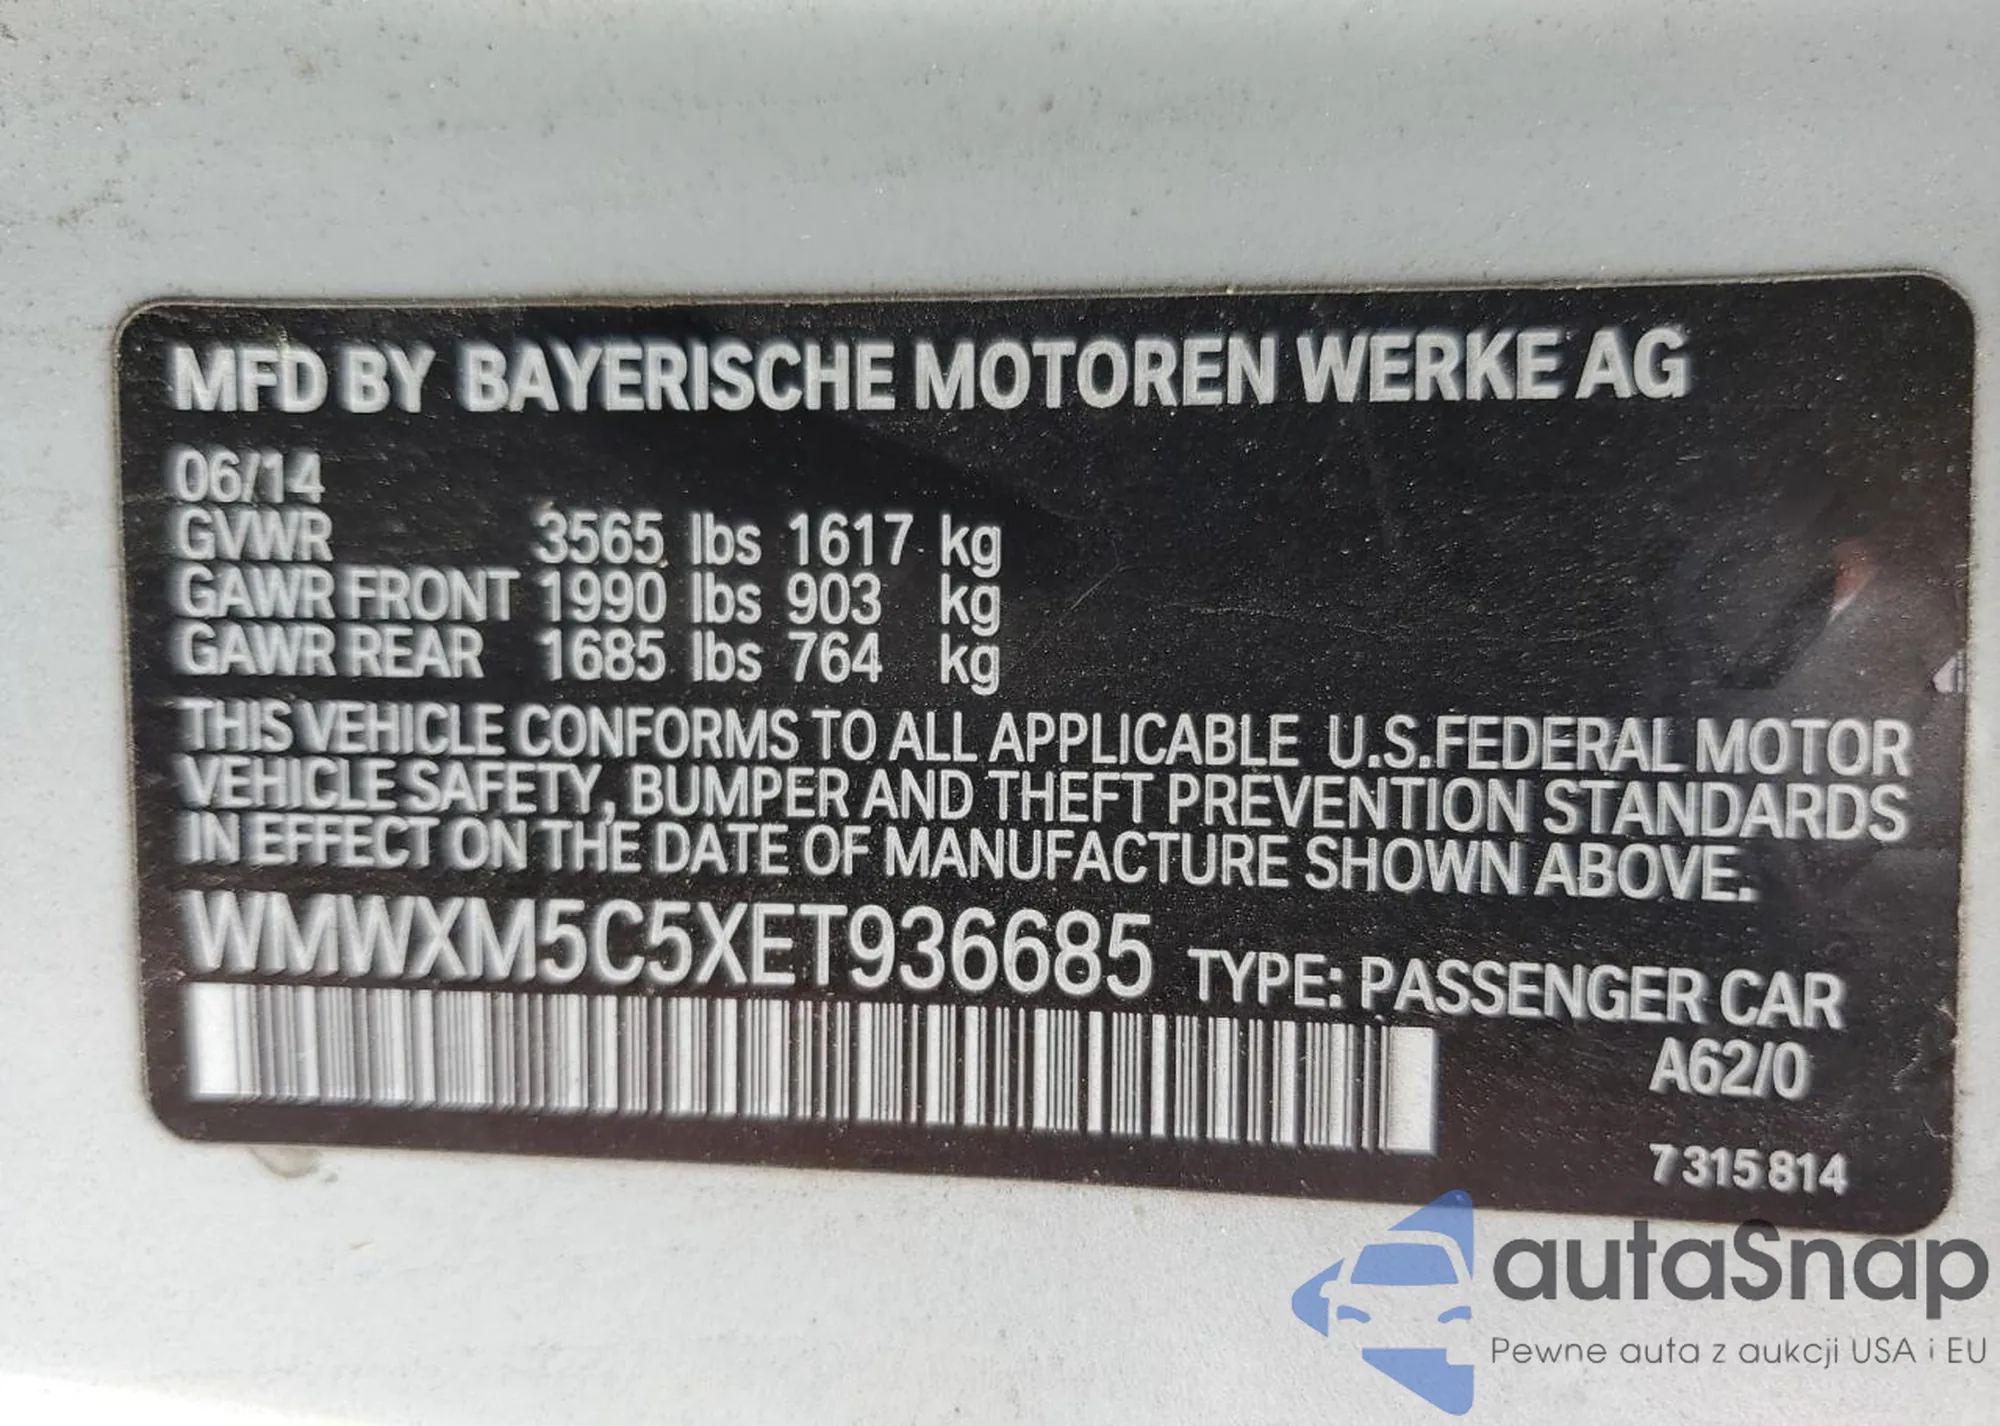 MFD BY BAYERISCHE MOTOREN WERKE AG
06/14
GVWR 3565 lbs 1617 kg
GAWR FRONT 1990 lbs 903 kg
GAWR REAR 1685 lbs 764 kg
THIS VEHICLE CONFORMS TO ALL APPLICABLE U.S.FEDERAL MOTOR
VEHICLE SAFETY, BUMPER AND THEFT PREVENTION STANDARDS
IN EFFECT ON THE DATE OF MANUFACTURE SHOWN ABOVE.
WMWXM5C5XET936685 TYPE: PASSENGER CAR
A62/0
7 315 814
autaSnap
Pewne auta z aukcji USA i EU